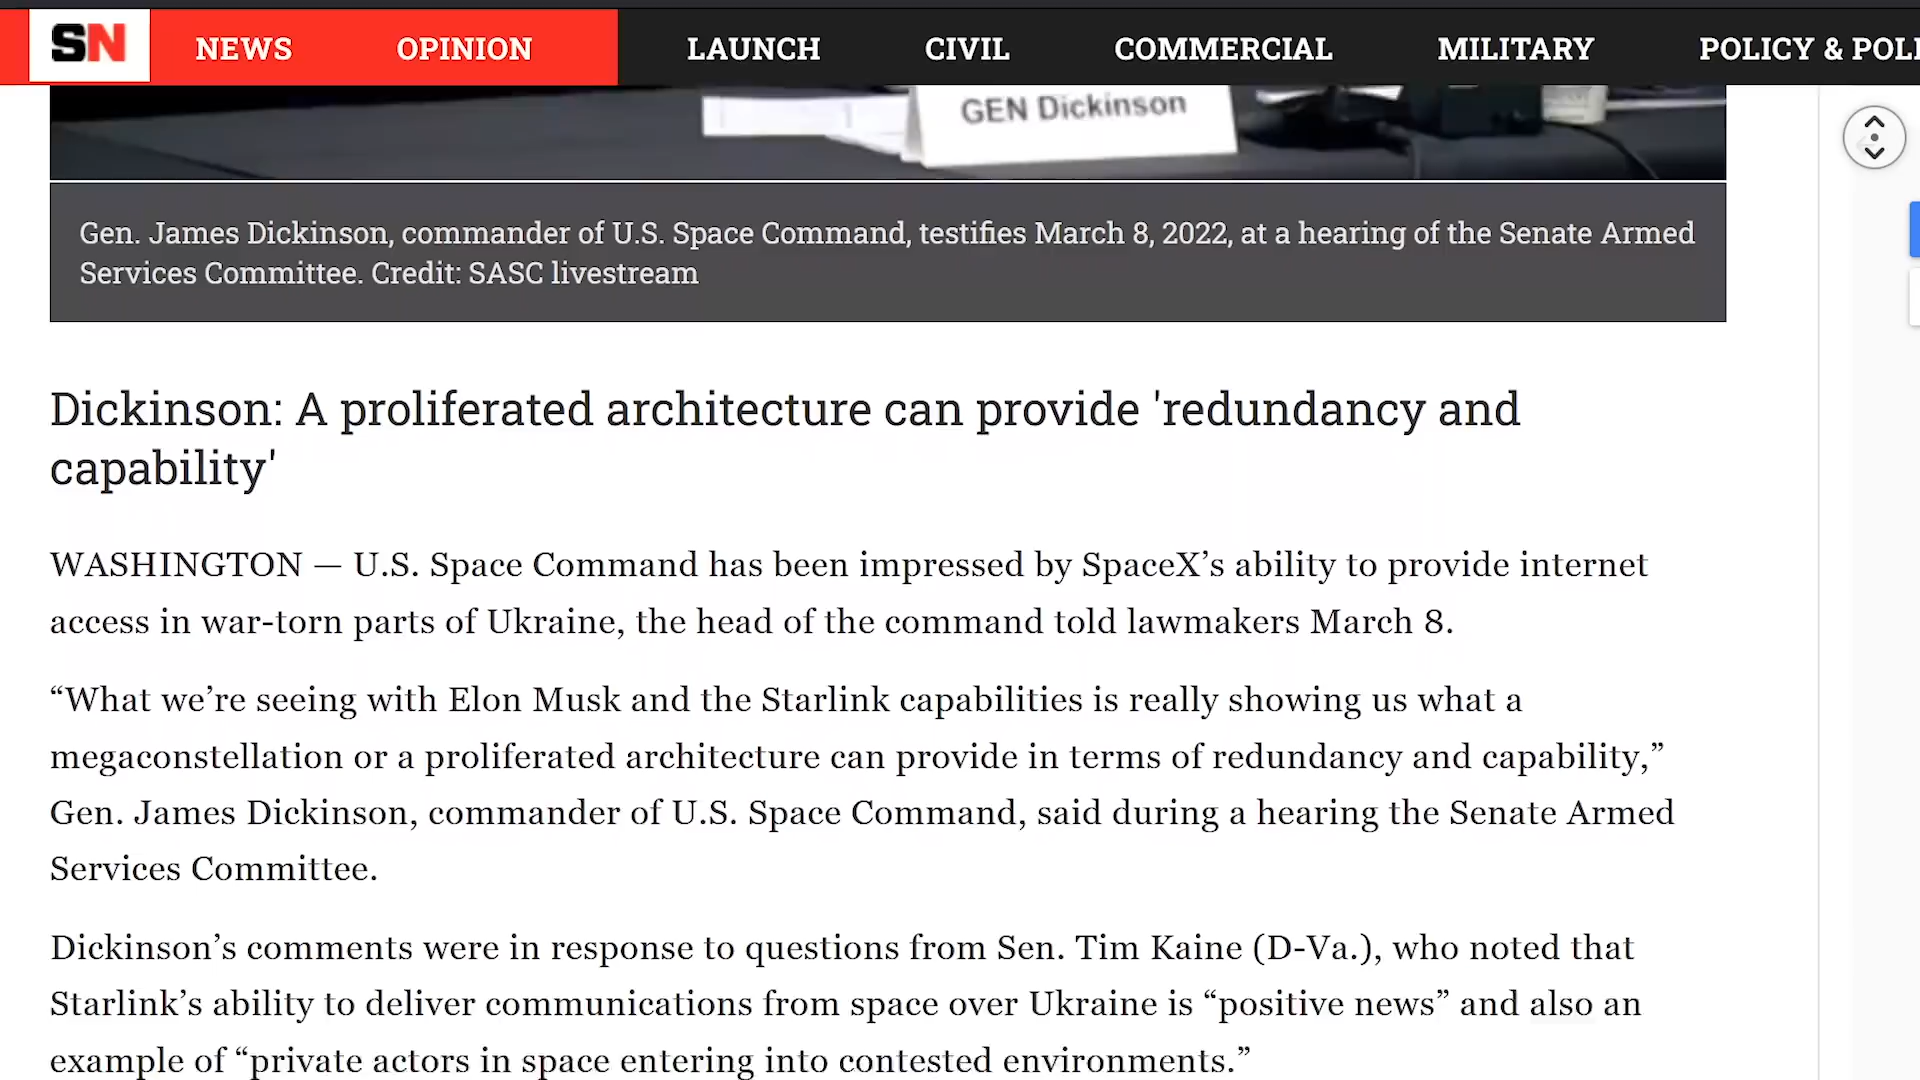 SN NEWS OPINION LAUNCH CIVIL COMMERCIAL MILITARY POLICY &
GEN Dickinson
Gen. James Dickinson, commander of U.S. Space Command, testifies March 8, 2022, at a hearing of the Senate Armed
Services Committee. Credit: SASC livestream
Dickinson: A proliferated architecture can provide 'redundancy and
capability'
WASHINGTON — U.S. Space Command has been impressed by SpaceX’s ability to provide internet
access in war-torn parts of Ukraine, the head of the command told lawmakers March 8.
“What we’re seeing with Elon Musk and the Starlink capabilities is really showing us what a
megaconstellation or a proliferated architecture can provide in terms of redundancy and capability,”
Gen. James Dickinson, commander of U.S. Space Command, said during a hearing the Senate Armed
Services Committee.
Dickinson’s comments were in response to questions from Sen. Tim Kaine (D-Va.), who noted that
Starlink’s ability to deliver communications from space over Ukraine is “positive news” and also an
example of “private actors in space entering into contested environments.”